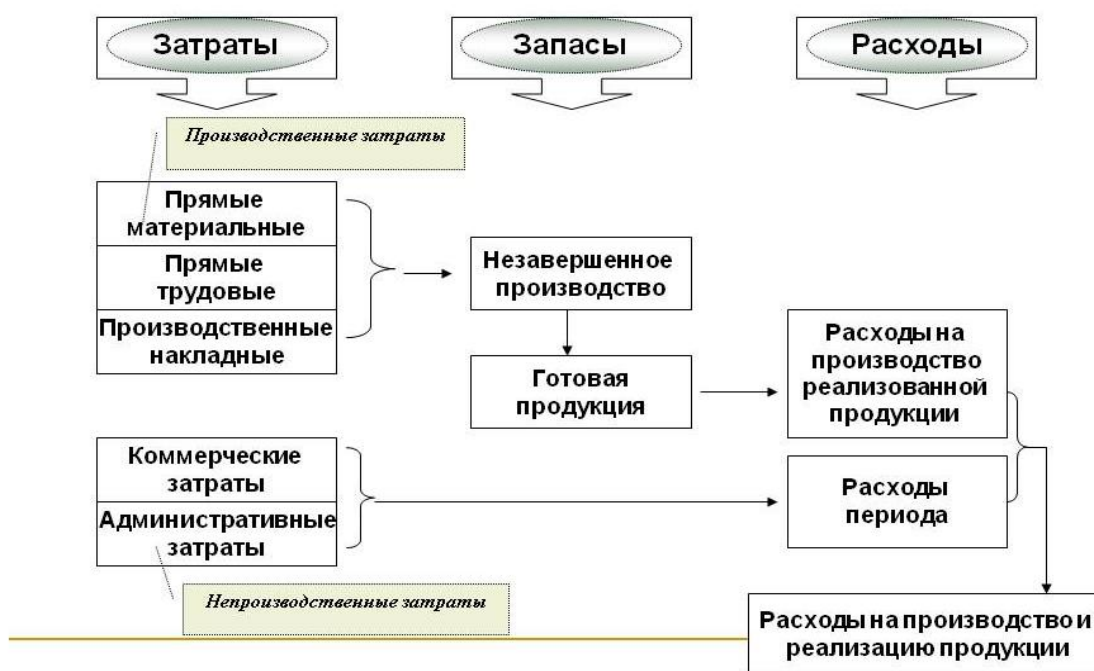 Затраты
Запасы
Расходы
Производственные затраты
Прямые
материальные
Прямые
трудовые
Производственные
накладные
Незавершенное
производство
Готовая
продукция
Расходы на
производство
реализованной
продукции
Коммерческие
затраты
Административные
затраты
Расходы
периода
Непроизводственные затраты
Расходы на производство и
реализацию продукции